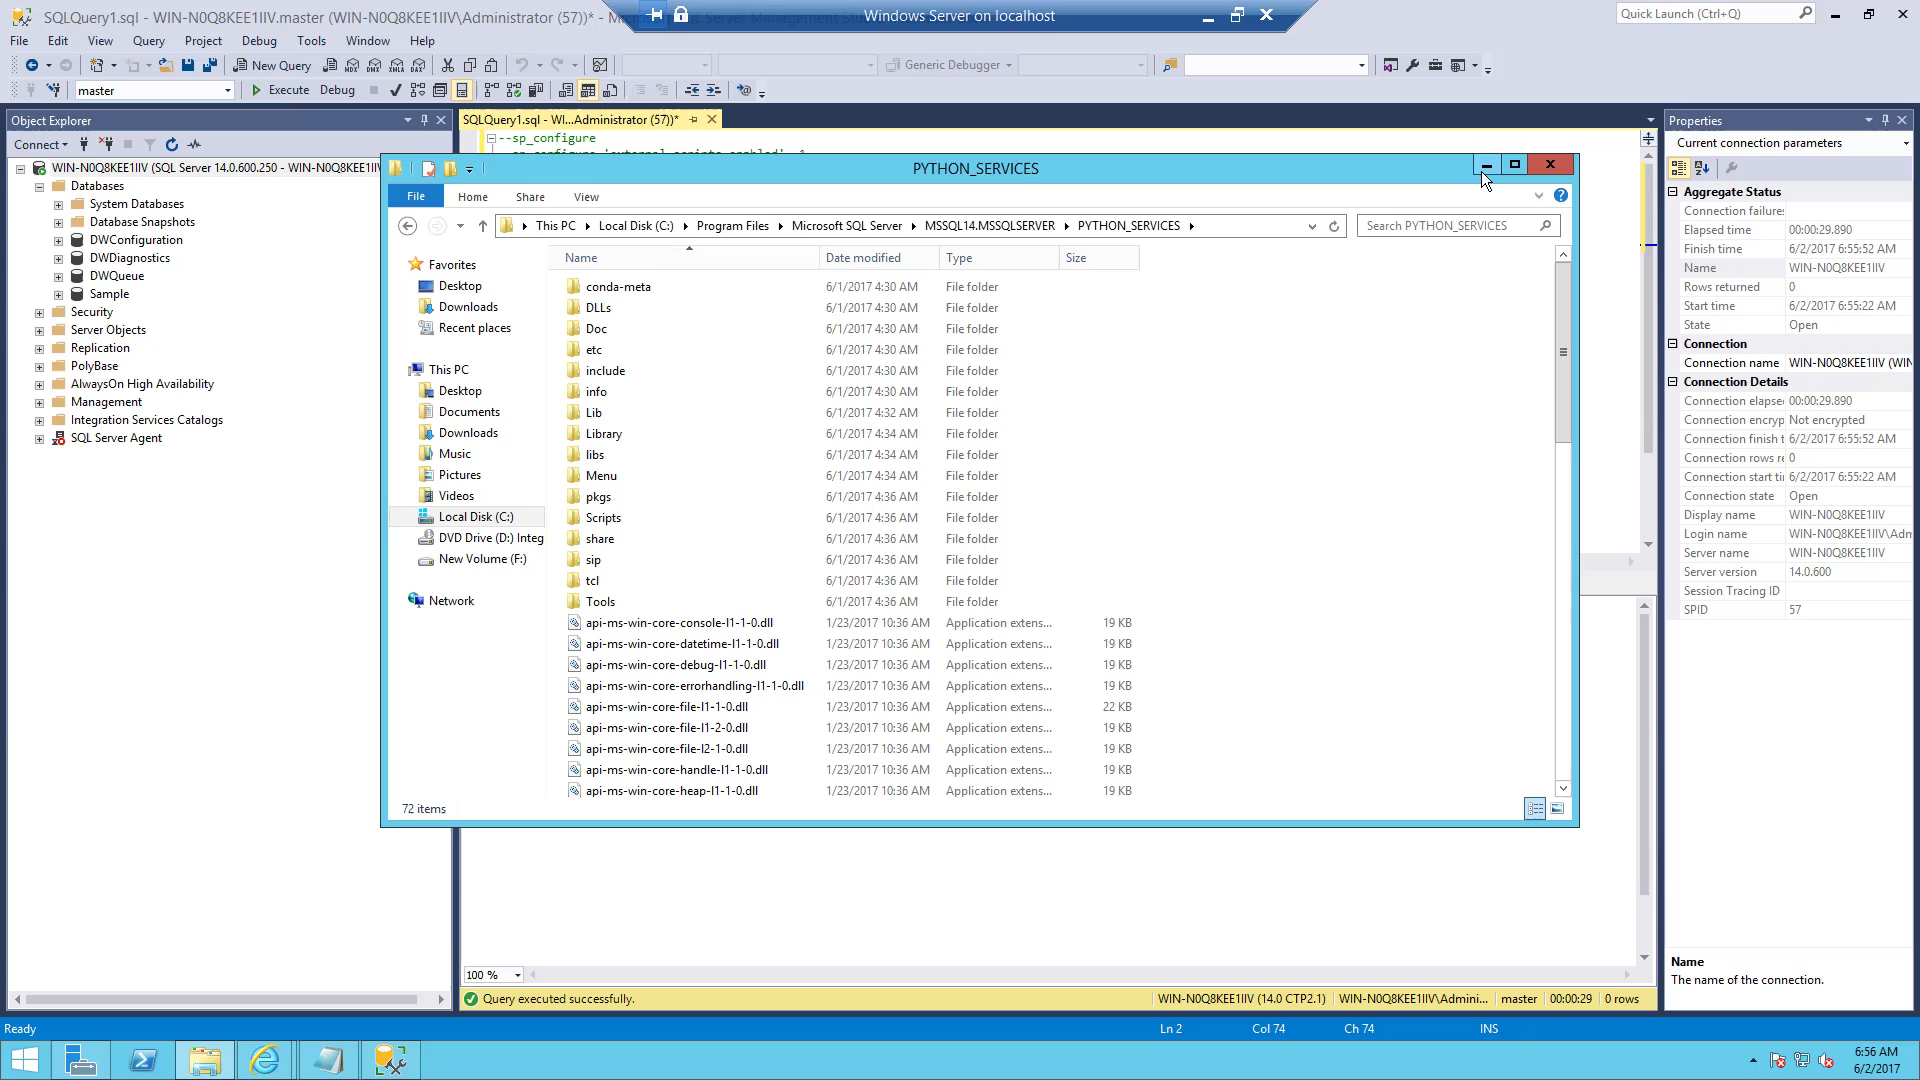 SQLQuery1.sql - WIN-N0Q8KEE1IIV.master (WIN-N0Q8KEE1IIV\Administrator (57))* - Microsoft SQL Server Management Studio
Windows Server on localhost
Quick Launch (Ctrl+Q)
File Edit View Query Project Debug Tools Window Help
New Query
Generic Debugger
master
Execute Debug
Object Explorer
SQLQuery1.sql - WI...Administrator (57))*
Properties
--sp_configure
Connect
Current connection parameters
WIN-N0Q8KEE1IIV (SQL Server 14.0.600.250 - WIN-N0Q8KEE1IIV
Databases
System Databases
Database Snapshots
DWConfiguration
DWDiagnostics
DWQueue
Sample
Security
Server Objects
Replication
PolyBase
AlwaysOn High Availability
Management
Integration Services Catalogs
SQL Server Agent
PYTHON_SERVICES
File Home Share View
This PC Local Disk (C:) Program Files Microsoft SQL Server MSSQL14.MSSQLSERVER PYTHON_SERVICES
Search PYTHON_SERVICES
Favorites
Desktop
Downloads
Recent places
This PC
Desktop
Documents
Downloads
Music
Pictures
Videos
Local Disk (C:)
DVD Drive (D:) Integ
New Volume (F:)
Network
Name Date modified Type Size
conda-meta 6/1/2017 4:30 AM File folder
DLLs 6/1/2017 4:30 AM File folder
Doc 6/1/2017 4:30 AM File folder
etc 6/1/2017 4:30 AM File folder
include 6/1/2017 4:30 AM File folder
info 6/1/2017 4:30 AM File folder
Lib 6/1/2017 4:32 AM File folder
Library 6/1/2017 4:34 AM File folder
libs 6/1/2017 4:34 AM File folder
Menu 6/1/2017 4:34 AM File folder
pkgs 6/1/2017 4:36 AM File folder
Scripts 6/1/2017 4:36 AM File folder
share 6/1/2017 4:36 AM File folder
sip 6/1/2017 4:36 AM File folder
tcl 6/1/2017 4:36 AM File folder
Tools 6/1/2017 4:36 AM File folder
api-ms-win-core-console-l1-1-0.dll 1/23/2017 10:36 AM Application extens... 19 KB
api-ms-win-core-datetime-l1-1-0.dll 1/23/2017 10:36 AM Application extens... 19 KB
api-ms-win-core-debug-l1-1-0.dll 1/23/2017 10:36 AM Application extens... 19 KB
api-ms-win-core-errorhandling-l1-1-0.dll 1/23/2017 10:36 AM Application extens... 19 KB
api-ms-win-core-file-l1-1-0.dll 1/23/2017 10:36 AM Application extens... 22 KB
api-ms-win-core-file-l1-2-0.dll 1/23/2017 10:36 AM Application extens... 19 KB
api-ms-win-core-file-l2-1-0.dll 1/23/2017 10:36 AM Application extens... 19 KB
api-ms-win-core-handle-l1-1-0.dll 1/23/2017 10:36 AM Application extens... 19 KB
api-ms-win-core-heap-l1-1-0.dll 1/23/2017 10:36 AM Application extens... 19 KB
72 items
Aggregate Status
Connection failures
Elapsed time 00:00:29.890
Finish time 6/2/2017 6:55:52 AM
Name WIN-N0Q8KEE1IIV
Rows returned 0
Start time 6/2/2017 6:55:22 AM
State Open
Connection
Connection name WIN-N0Q8KEE1IIV (WIN
Connection Details
Connection elapse 00:00:29.890
Connection encryp Not encrypted
Connection finish t 6/2/2017 6:55:52 AM
Connection rows re 0
Connection start ti 6/2/2017 6:55:22 AM
Connection state Open
Display name WIN-N0Q8KEE1IIV
Login name WIN-N0Q8KEE1IIV\Adm
Server name WIN-N0Q8KEE1IIV
Server version 14.0.600
Session Tracing ID
SPID 57
Name
The name of the connection.
100 %
Query executed successfully. WIN-N0Q8KEE1IIV (14.0 CTP2.1) WIN-N0Q8KEE1IIV\Admini... master 00:00:29 0 rows
Ready Ln 2 Col 74 Ch 74 INS
6:56 AM
6/2/2017